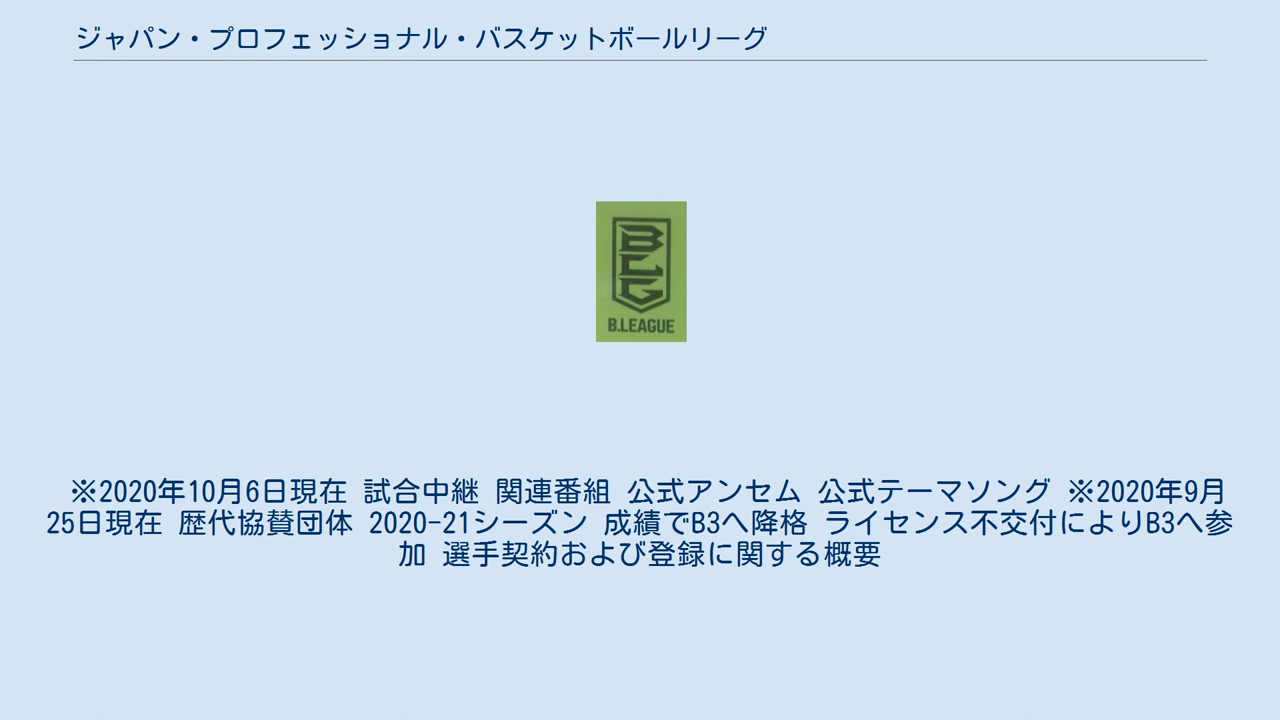 ジャパン・プロフェッショナル・バスケットボールリーグ
BLG
B.LEAGUE
※2020年10月6日現在 試合中継 関連番組 公式アンセム 公式テーマソング ※2020年9月
25日現在 歴代協賛団体 2020-21シーズン 成績でB3へ降格 ライセンス不交付によりB3へ参
加 選手契約および登録に関する概要